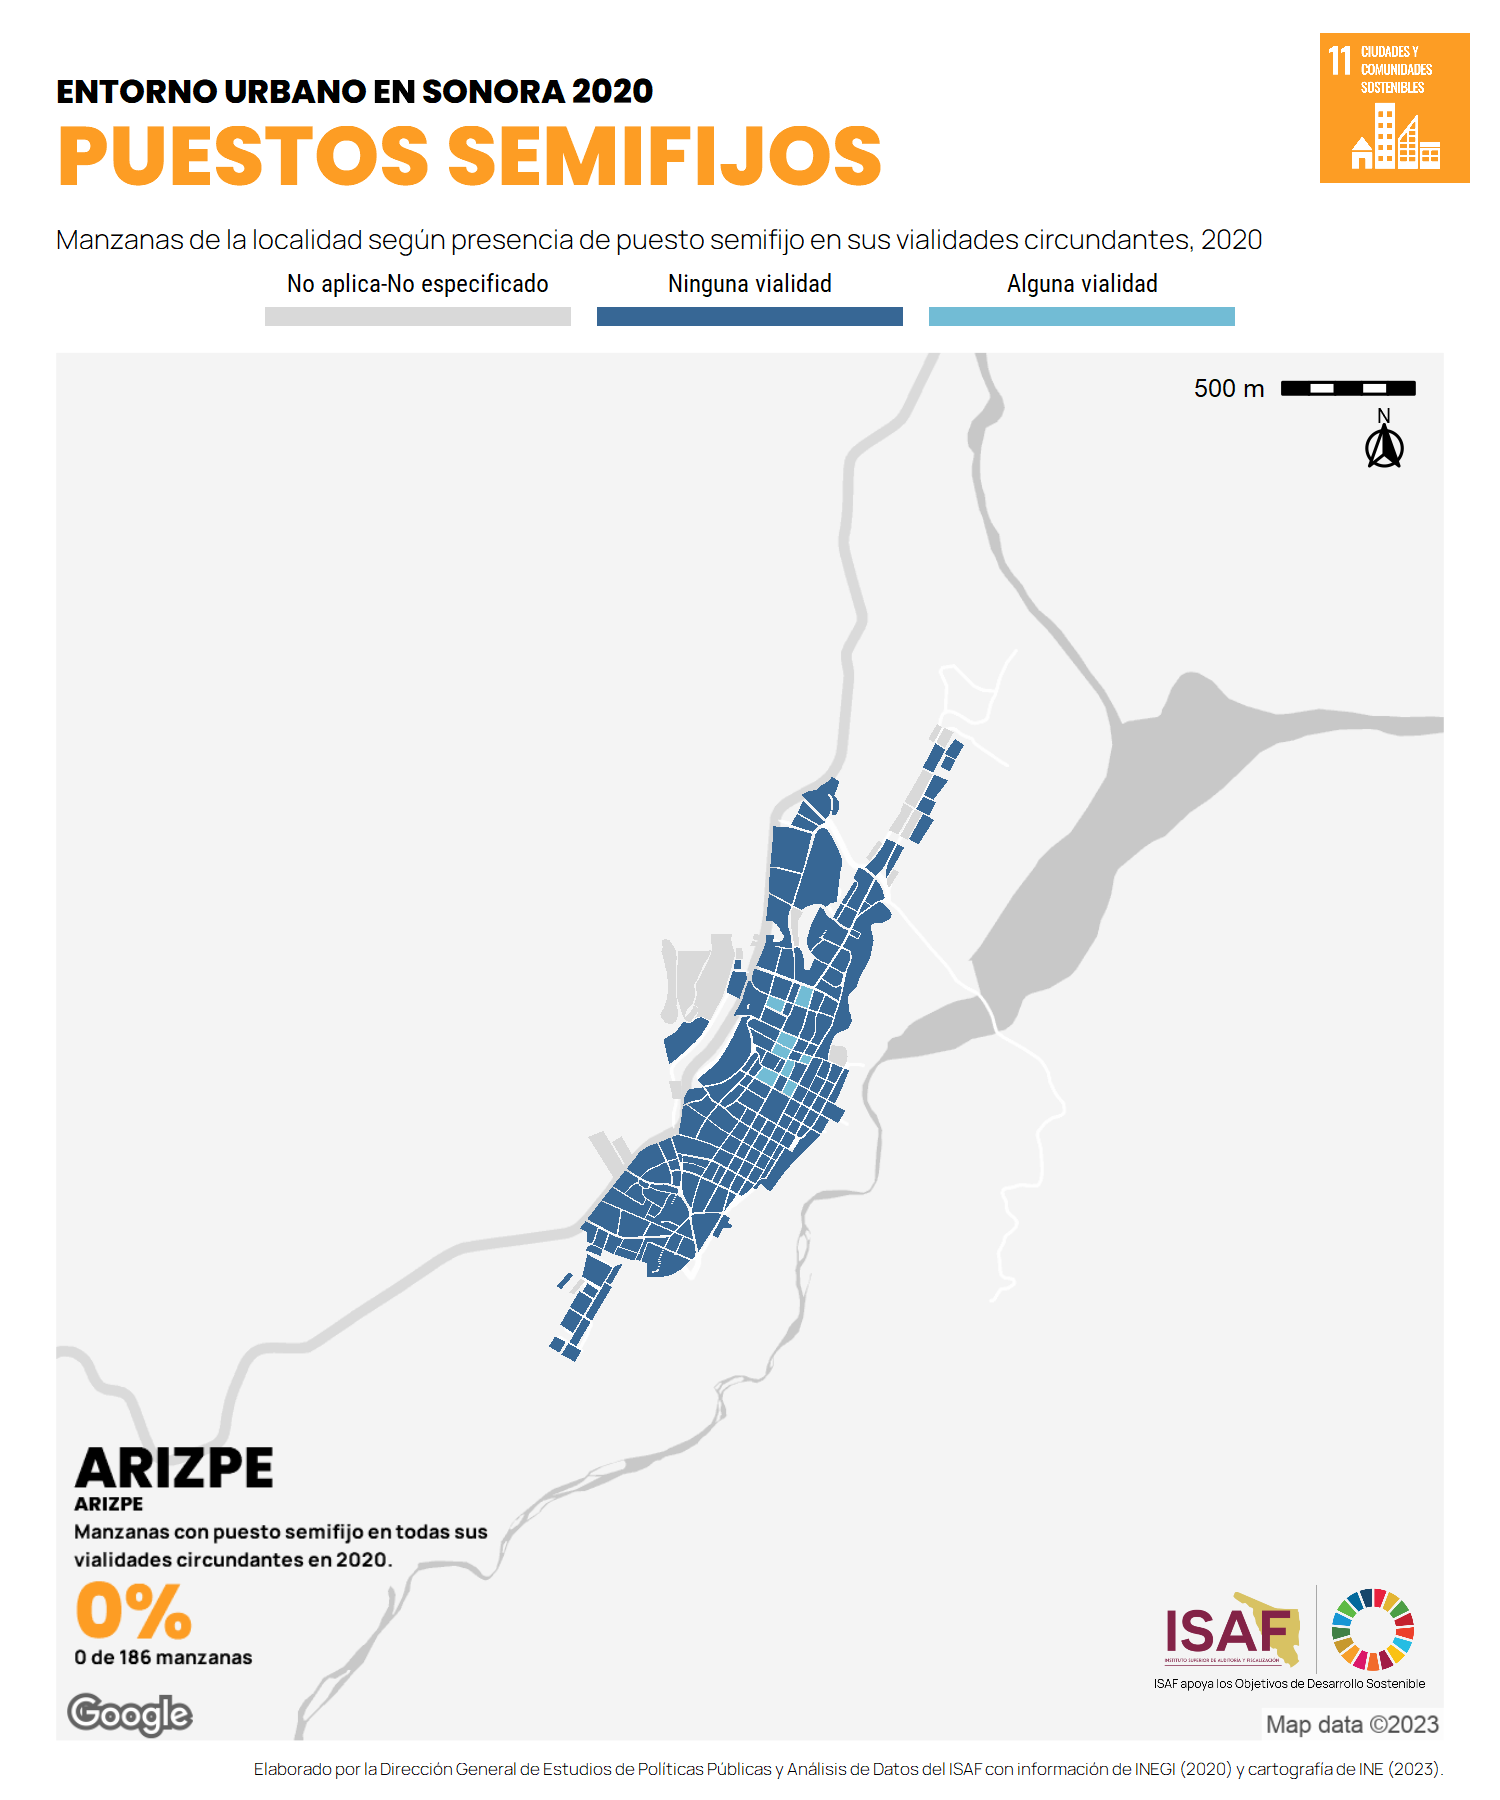 11 CIUDADES Y
COMUNIDADES
SOSTENIBLES
ENTORNO URBANO EN SONORA 2020
PUESTOS SEMIFIJOS
Manzanas de la localidad según presencia de puesto semifijo en sus vialidades circundantes, 2020
No aplica-No especificado
Ninguna vialidad
Alguna vialidad
500 m
N
ARIZPE
ARIZPE
Manzanas con puesto semifijo en todas sus
vialidades circundantes en 2020.
0%
0 de 186 manzanas
Google
ISAF
INSTITUTO SUPERIOR DE AUDITORÍA Y FISCALIZACIÓN
ISAF apoya los Objetivos de Desarrollo Sostenible
Map data ©2023
Elaborado por la Dirección General de Estudios de Políticas Públicas y Análisis de Datos del ISAF con información de INEGI (2020) y cartografía de INE (2023).